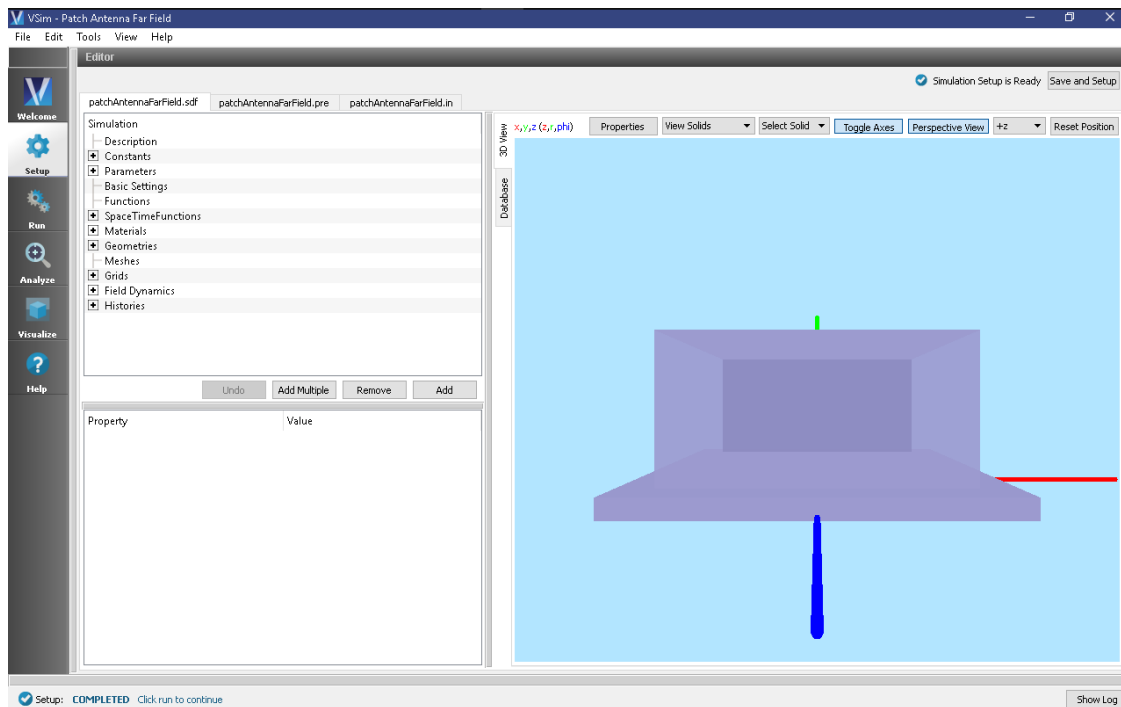 VSim - Patch Antenna Far Field
File Edit Tools View Help
Editor
Simulation Setup is Ready Save and Setup
patchAntennaFarField.sdf patchAntennaFarField.pre patchAntennaFarField.in
Welcome
Setup
Run
Analyze
Visualize
Help
Simulation
Description
Constants
Parameters
Basic Settings
Functions
SpaceTimeFunctions
Materials
Geometries
Meshes
Grids
Field Dynamics
Histories
Undo Add Multiple Remove Add
Property Value
3D View
Database
x,y,z (z,r,phi) Properties View Solids Select Solid Toggle Axes Perspective View +z Reset Position
Setup: COMPLETED Click run to continue
Show Log